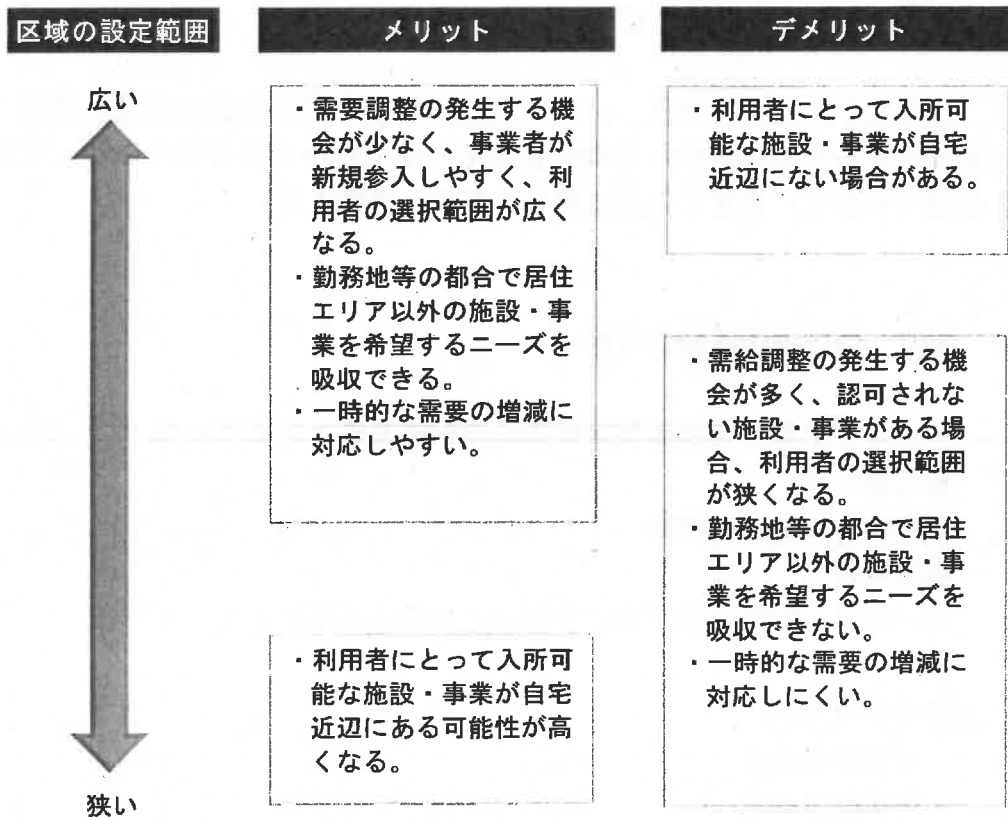 区域の設定範囲
メリット
デメリット
広い
・需要調整の発生する機
会が少なく、事業者が
新規参入しやすく、利
用者の選択範囲が広く
なる。
・勤務地等の都合で居住
エリア以外の施設・事
業を希望するニーズを
吸収できる。
・一時的な需要の増減に
対応しやすい。
・利用者にとって入所可
能な施設・事業が自宅
近辺にない場合がある。
・需給調整の発生する機
会が多く、認可されな
い施設・事業がある場
合、利用者の選択範囲
が狭くなる。
・勤務地等の都合で居住
エリア以外の施設・事
業を希望するニーズを
吸収できない。
・一時的な需要の増減に
対応しにくい。
・利用者にとって入所可
能な施設・事業が自宅
近辺にある可能性が高
くなる。
狭い